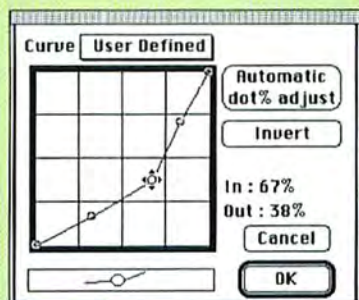 Curve User Defined
Automatic
dot% adjust
Invert
In : 67%
Out : 38%
Cancel
OK